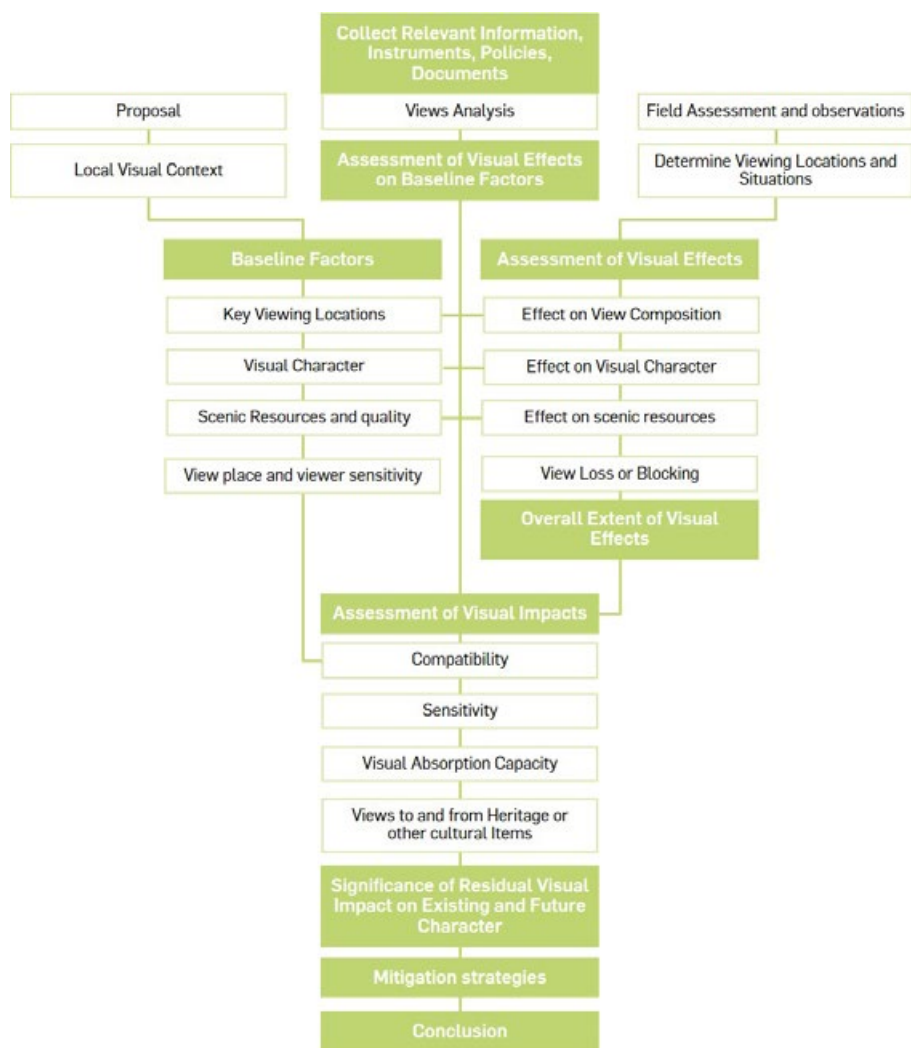 Collect Relevant Information,
Instruments, Policies,
Documents
Proposal
Views Analysis
Field Assessment and observations
Local Visual Context
Assessment of Visual Effects
on Baseline Factors
Determine Viewing Locations and
Situations
Baseline Factors
Assessment of Visual Effects
Key Viewing Locations
Effect on View Composition
Visual Character
Effect on Visual Character
Scenic Resources and quality
Effect on scenic resources
View place and viewer sensitivity
View Loss or Blocking
Overall Extent of Visual
Effects
Assessment of Visual Impacts
Compatibility
Sensitivity
Visual Absorption Capacity
Views to and from Heritage or
other cultural Items
Significance of Residual Visual
Impact on Existing and Future
Character
Mitigation strategies
Conclusion